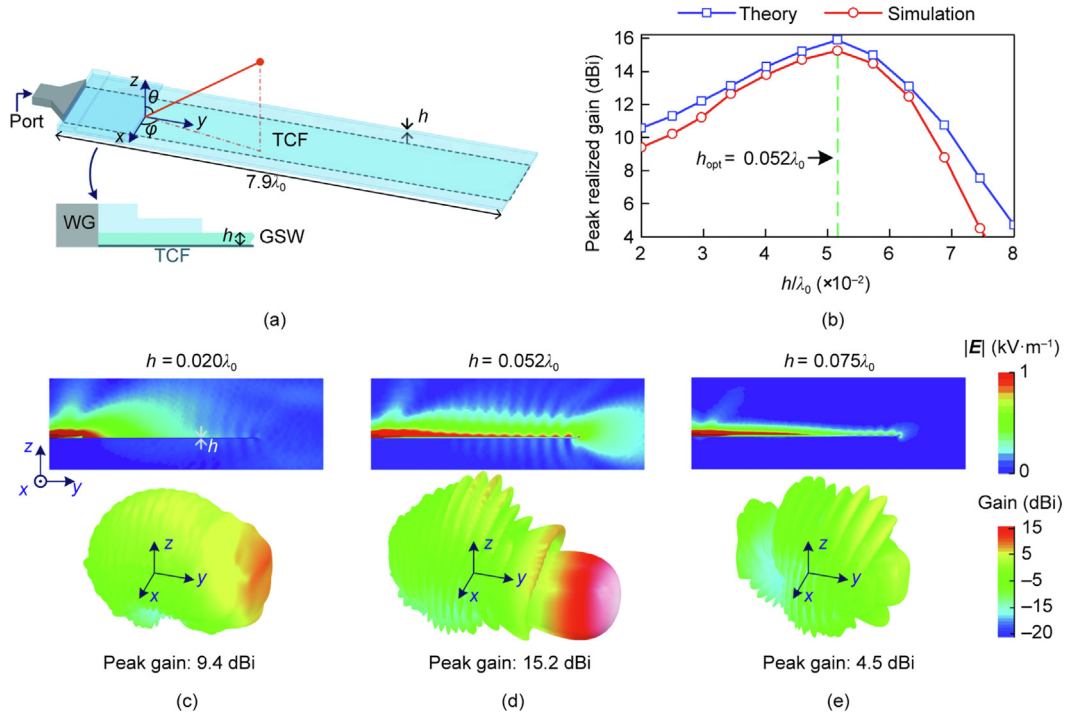 Port
z
θ
φ
x
y
TCF
h
7.9λ₀
WG
h
GSW
TCF
(a)
Theory
Simulation
Peak realized gain (dBi)
16
14
12
10
8
6
4
h_opt = 0.052λ₀
2
3
4
5
6
7
8
h/λ₀ (×10⁻²)
(b)
h = 0.020λ₀
h = 0.052λ₀
h = 0.075λ₀
|E| (kV·m⁻¹)
1
0
h
z
x
y
Gain (dBi)
15
5
−5
−15
−20
z
y
x
z
y
x
z
y
x
Peak gain: 9.4 dBi
Peak gain: 15.2 dBi
Peak gain: 4.5 dBi
(c)
(d)
(e)